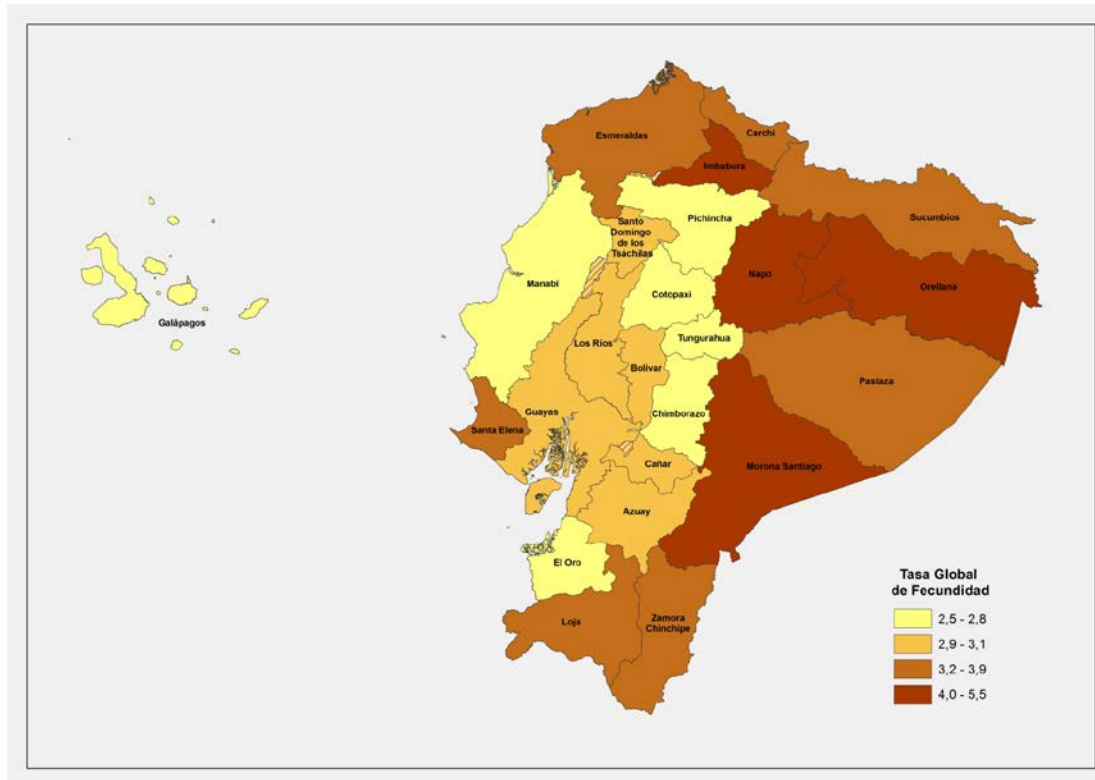 Esmeraldas
Carchi
Imbabura
Sucumbíos
Pichincha
Santo
Domingo
de los
Tsáchilas
Napo
Orellana
Manabí
Cotopaxi
Galápagos
Tungurahua
Los Ríos
Bolívar
Pastaza
Chimborazo
Guayas
Santa Elena
Cañar
Morona Santiago
Azuay
El Oro
Loja
Zamora
Chinchipe
Tasa Global
de Fecundidad
2,5 - 2,8
2,9 - 3,1
3,2 - 3,9
4,0 - 5,5